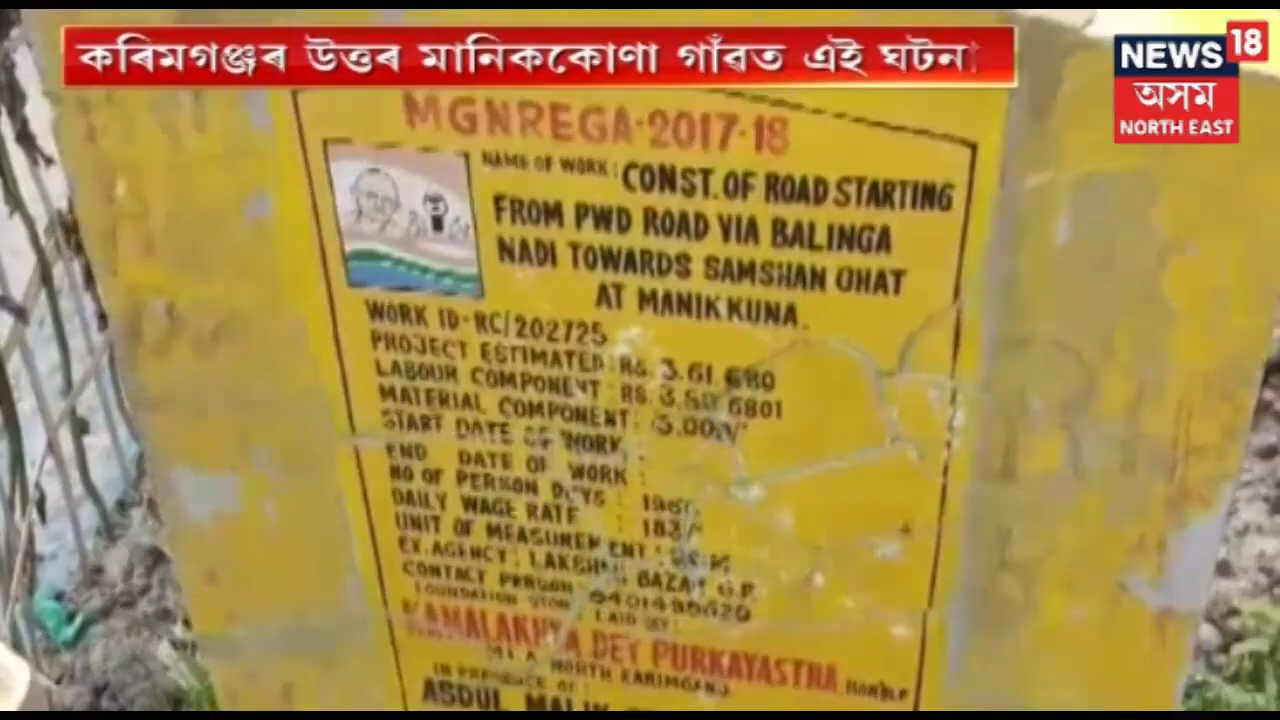 কৰিমগঞ্জৰ উত্তৰ মানিককোণা গাঁৱত এই ঘটনা
NEWS 18
অসম
NORTH EAST
MGNREGA-2017-18
NAME OF WORK: CONST. OF ROAD STARTING
FROM PWD ROAD VIA BALINGA
NADI TOWARDS SAMSHAN GHAT
AT MANIKKUNA.
WORK ID-RC/202725
PROJECT ESTIMATED: RS. 3.61.680
LABOUR COMPONENT: RS. 6801
MATERIAL COMPONENT:
START DATE OF WORK:
END DATE OF WORK:
NO OF PERSON DAYS:
DAILY WAGE RATE : 183/-
UNIT OF MEASUREMENT:
EX. AGENCY: LAKSHMI BAZAR G.P.
CONTACT PERSON
FOUNDATION STONE LAID BY:
KAMALAKHYA DEY PURKAYASTHA Honble
M L A NORTH KARIMGANJ
IN PRESENCE OF:
ABDUL MALIK